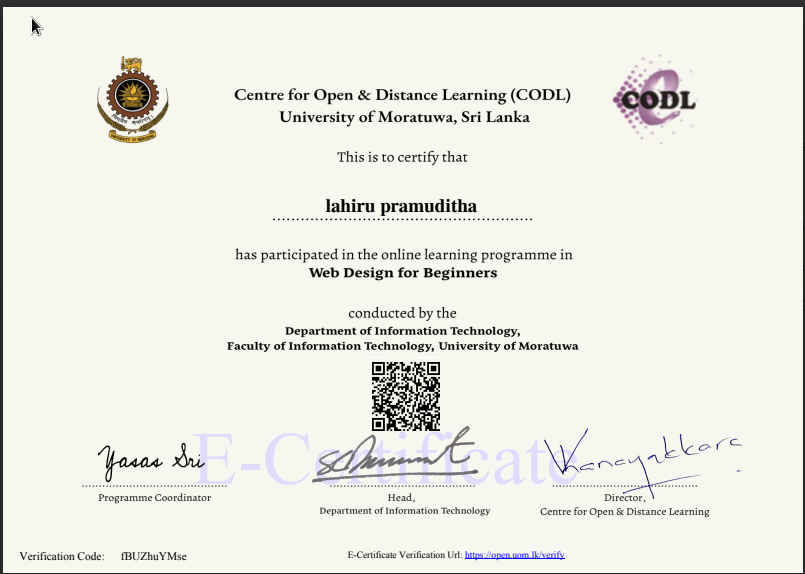 Centre for Open & Distance Learning (CODL)
University of Moratuwa, Sri Lanka
CODL
This is to certify that
lahiru pramuditha
has participated in the online learning programme in
Web Design for Beginners
conducted by the
Department of Information Technology,
Faculty of Information Technology, University of Moratuwa
E-Certificate
Yasas Sri
Programme Coordinator
Head,
Department of Information Technology
Director,
Centre for Open & Distance Learning
Verification Code: fBUZhuYMse
E-Certificate Verification Url: https://open.uom.lk/verify